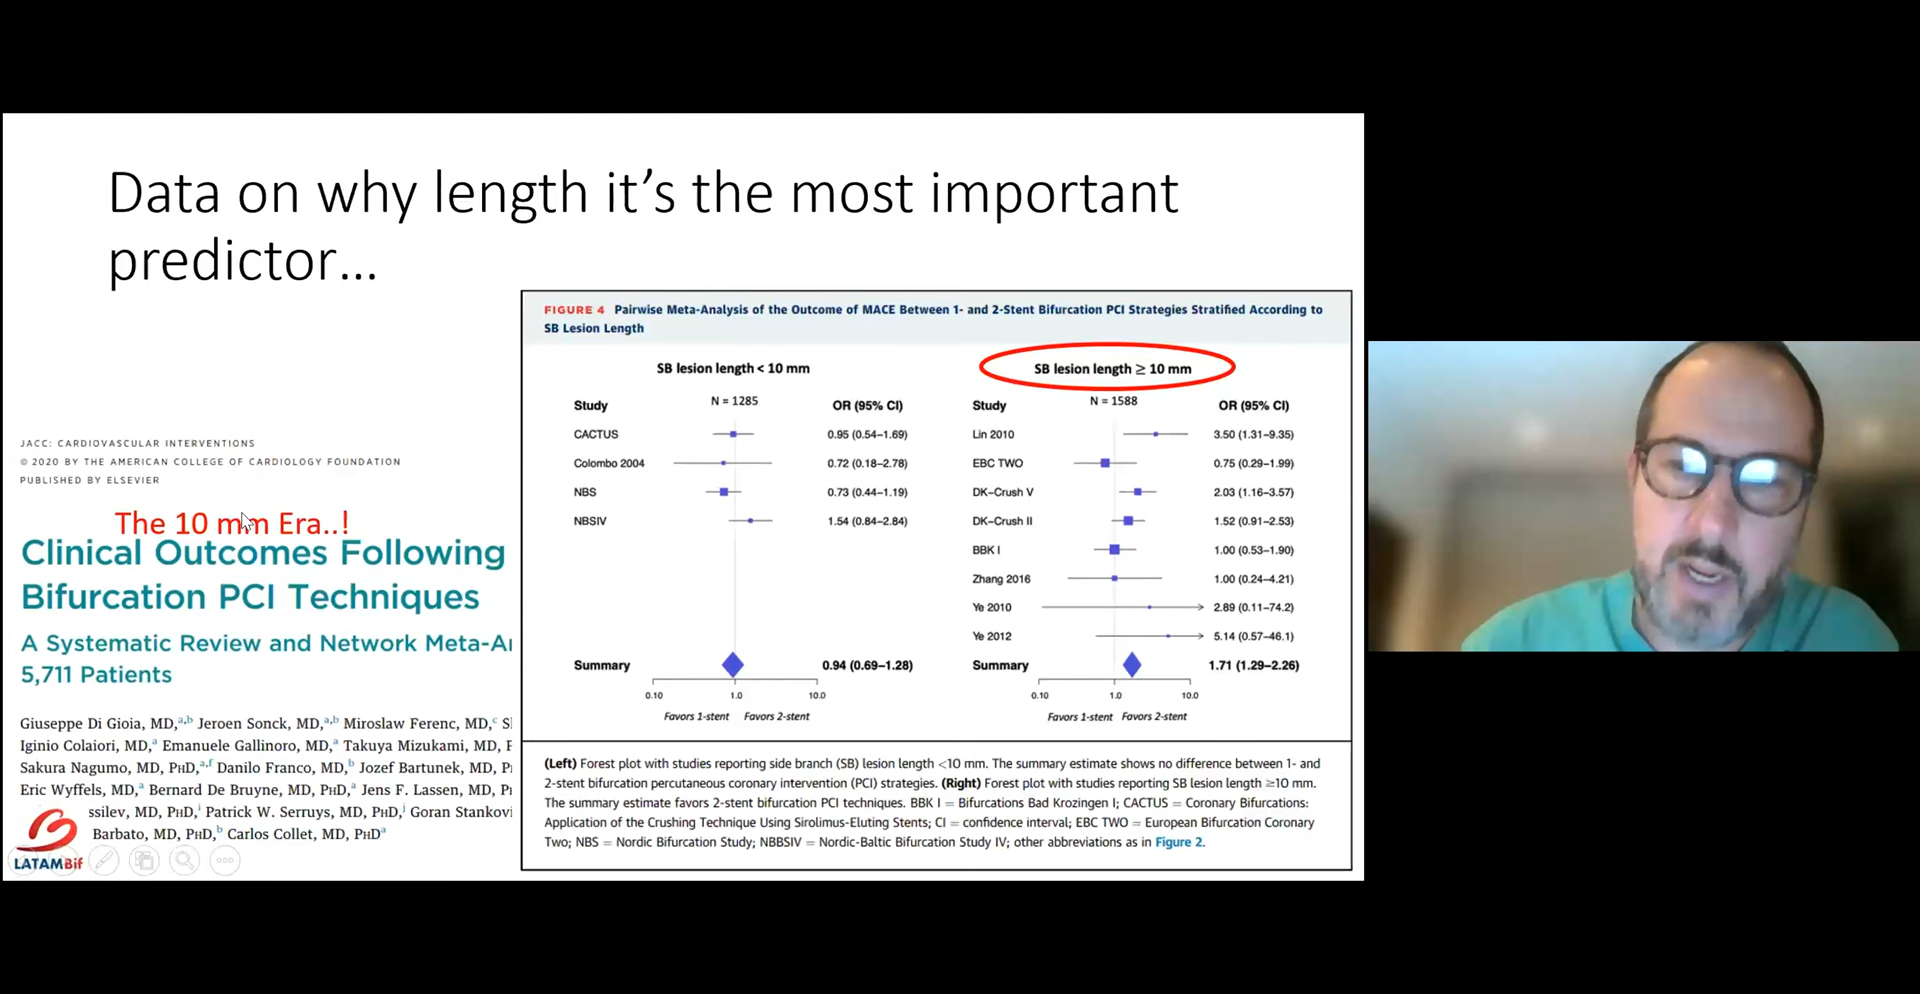 Data on why length it's the most important
predictor...
JACC: CARDIOVASCULAR INTERVENTIONS
© 2020 BY THE AMERICAN COLLEGE OF CARDIOLOGY FOUNDATION
PUBLISHED BY ELSEVIER
The 10 mm Era..!
Clinical Outcomes Following
Bifurcation PCI Techniques
A Systematic Review and Network Meta-Ar
5,711 Patients
Giuseppe Di Gioia, MD,a,b Jeroen Sonck, MD,a,b Miroslaw Ferenc, MD,c
Iginio Colaiori, MD,a Emanuele Gallinoro, MD,a Takuya Mizukami, MD,
Sakura Nagumo, MD, PhD,a,f Danilo Franco, MD,b Jozef Bartunek, MD,
Eric Wyffels, MD,a Bernard De Bruyne, MD, PhD,a Jens F. Lassen, MD,
ssilev, MD, PhD,i Patrick W. Serruys, MD, PhD,j Goran Stankovi
Barbato, MD, PhD,b Carlos Collet, MD, PhDa
LATAMBif
FIGURE 4 Pairwise Meta-Analysis of the Outcome of MACE Between 1- and 2-Stent Bifurcation PCI Strategies Stratified According to
SB Lesion Length
SB lesion length < 10 mm
N = 1285
Study OR (95% CI)
CACTUS 0.95 (0.54–1.69)
Colombo 2004 0.72 (0.18–2.78)
NBS 0.73 (0.44–1.19)
NBSIV 1.54 (0.84–2.84)
Summary 0.94 (0.69–1.28)
0.10 1.0 10.0
Favors 1-stent Favors 2-stent
SB lesion length ≥ 10 mm
N = 1588
Study OR (95% CI)
Lin 2010 3.50 (1.31–9.35)
EBC TWO 0.75 (0.29–1.99)
DK–Crush V 2.03 (1.16–3.57)
DK–Crush II 1.52 (0.91–2.53)
BBK I 1.00 (0.53–1.90)
Zhang 2016 1.00 (0.24–4.21)
Ye 2010 2.89 (0.11–74.2)
Ye 2012 5.14 (0.57–46.1)
Summary 1.71 (1.29–2.26)
0.10 1.0 10.0
Favors 1-stent Favors 2-stent
(Left) Forest plot with studies reporting side branch (SB) lesion length <10 mm. The summary estimate shows no difference between 1- and
2-stent bifurcation percutaneous coronary intervention (PCI) strategies. (Right) Forest plot with studies reporting SB lesion length ≥10 mm.
The summary estimate favors 2-stent bifurcation PCI techniques. BBK I = Bifurcations Bad Krozingen I; CACTUS = Coronary Bifurcations:
Application of the Crushing Technique Using Sirolimus-Eluting Stents; CI = confidence interval; EBC TWO = European Bifurcation Coronary
Two; NBS = Nordic Bifurcation Study; NBBSIV = Nordic-Baltic Bifurcation Study IV; other abbreviations as in Figure 2.